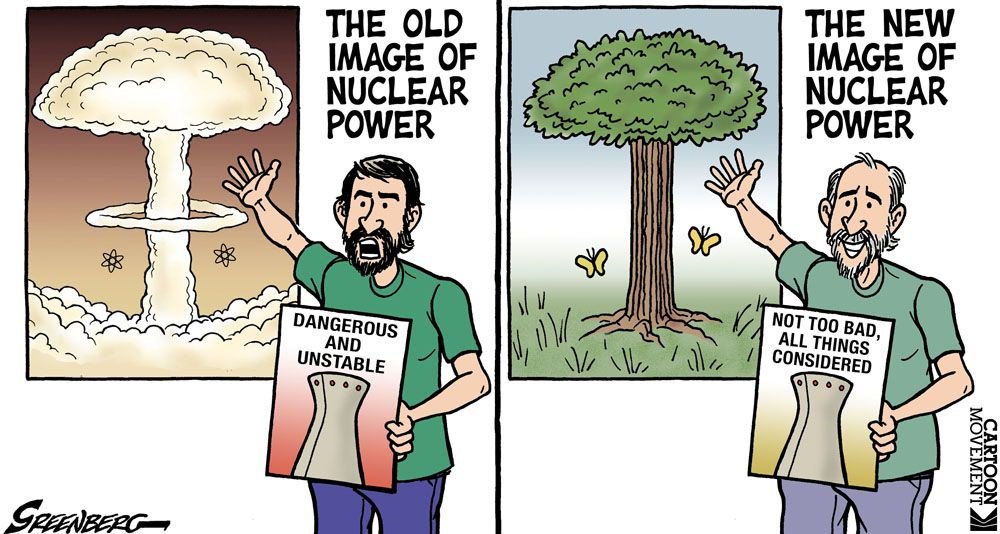 THE OLD
IMAGE OF
NUCLEAR
POWER
DANGEROUS
AND
UNSTABLE
GREENBERG
THE NEW
IMAGE OF
NUCLEAR
POWER
NOT TOO BAD,
ALL THINGS
CONSIDERED
CARTOON
MOVEMENT